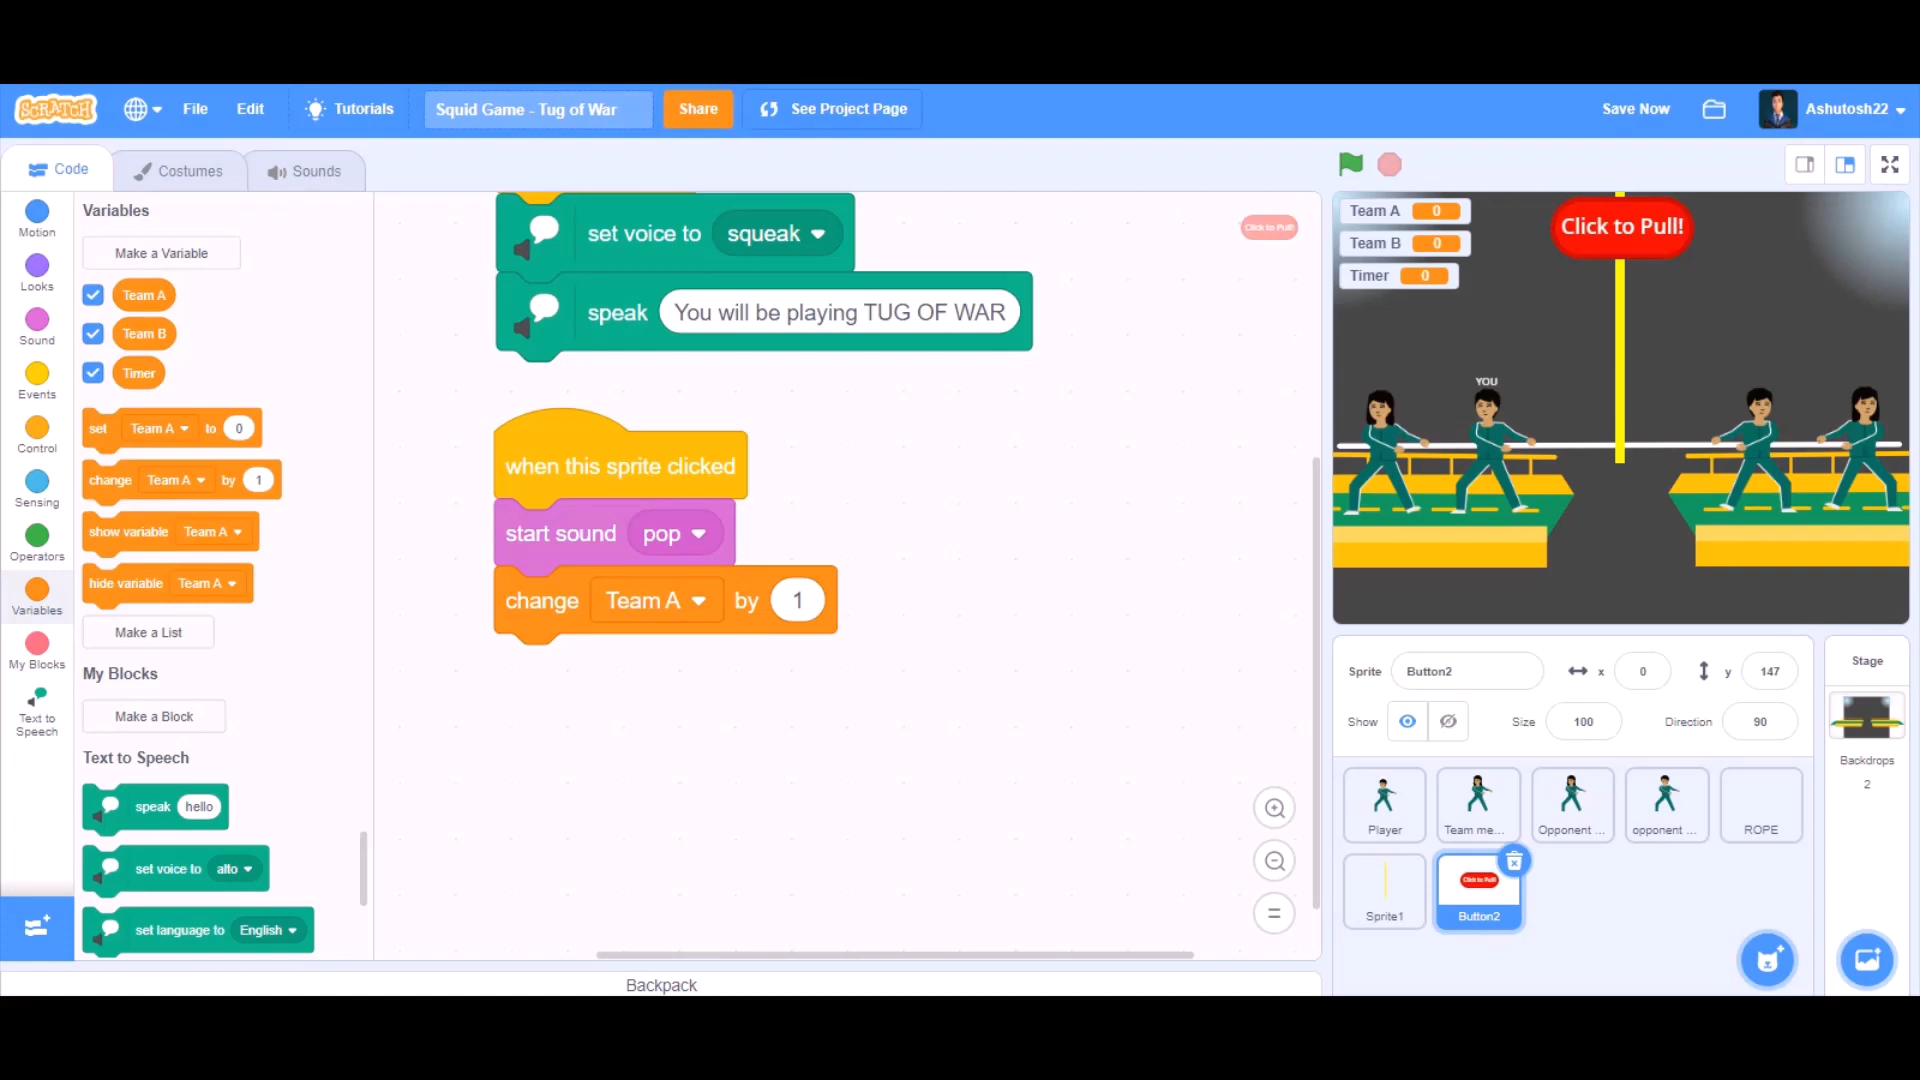 SCRATCH
File
Edit
Tutorials
Squid Game - Tug of War
Share
See Project Page
Save Now
Ashutosh22
Code
Costumes
Sounds
Motion
Looks
Sound
Events
Control
Sensing
Operators
Variables
My Blocks
Text to
Speech
Variables
Make a Variable
Team A
Team B
Timer
set Team A to 0
change Team A by 1
show variable Team A
hide variable Team A
Make a List
My Blocks
Make a Block
Text to Speech
speak hello
set voice to alto
set language to English
set voice to squeak
speak You will be playing TUG OF WAR
Click to Pull!
when this sprite clicked
start sound pop
change Team A by 1
Backpack
Team A 0
Team B 0
Timer 0
Click to Pull!
YOU
Sprite Button2 x 0 y 147
Show Size 100 Direction 90
Player
Team me...
Opponent ...
opponent ...
ROPE
Sprite1
Click to Pull!
Button2
Stage
Backdrops
2